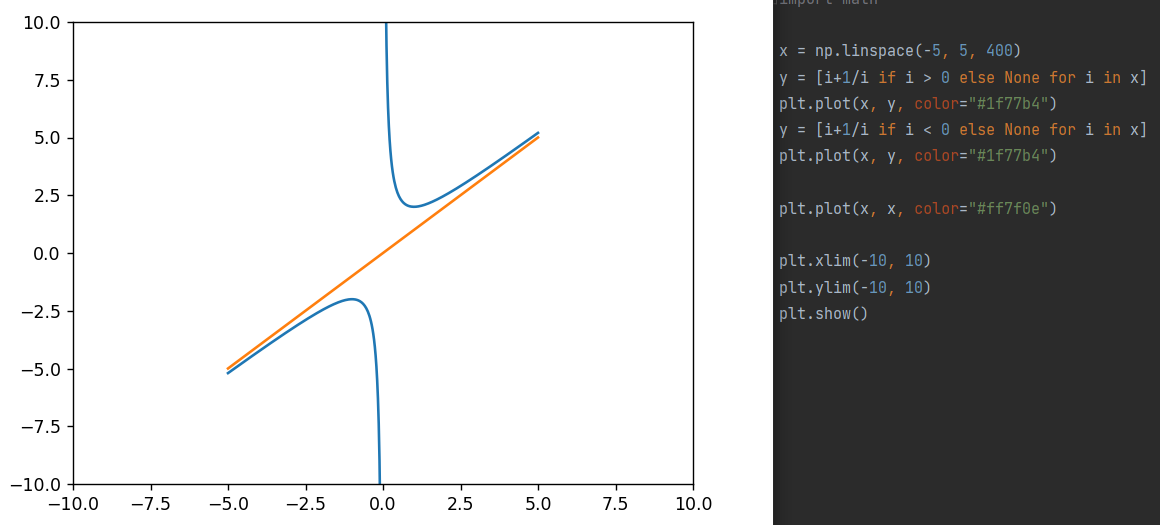 10.0
7.5
5.0
2.5
0.0
−2.5
−5.0
−7.5
−10.0
−10.0 −7.5 −5.0 −2.5 0.0 2.5 5.0 7.5 10.0
import math
x = np.linspace(-5, 5, 400)
y = [i+1/i if i > 0 else None for i in x]
plt.plot(x, y, color="#1f77b4")
y = [i+1/i if i < 0 else None for i in x]
plt.plot(x, y, color="#1f77b4")
plt.plot(x, x, color="#ff7f0e")
plt.xlim(-10, 10)
plt.ylim(-10, 10)
plt.show()